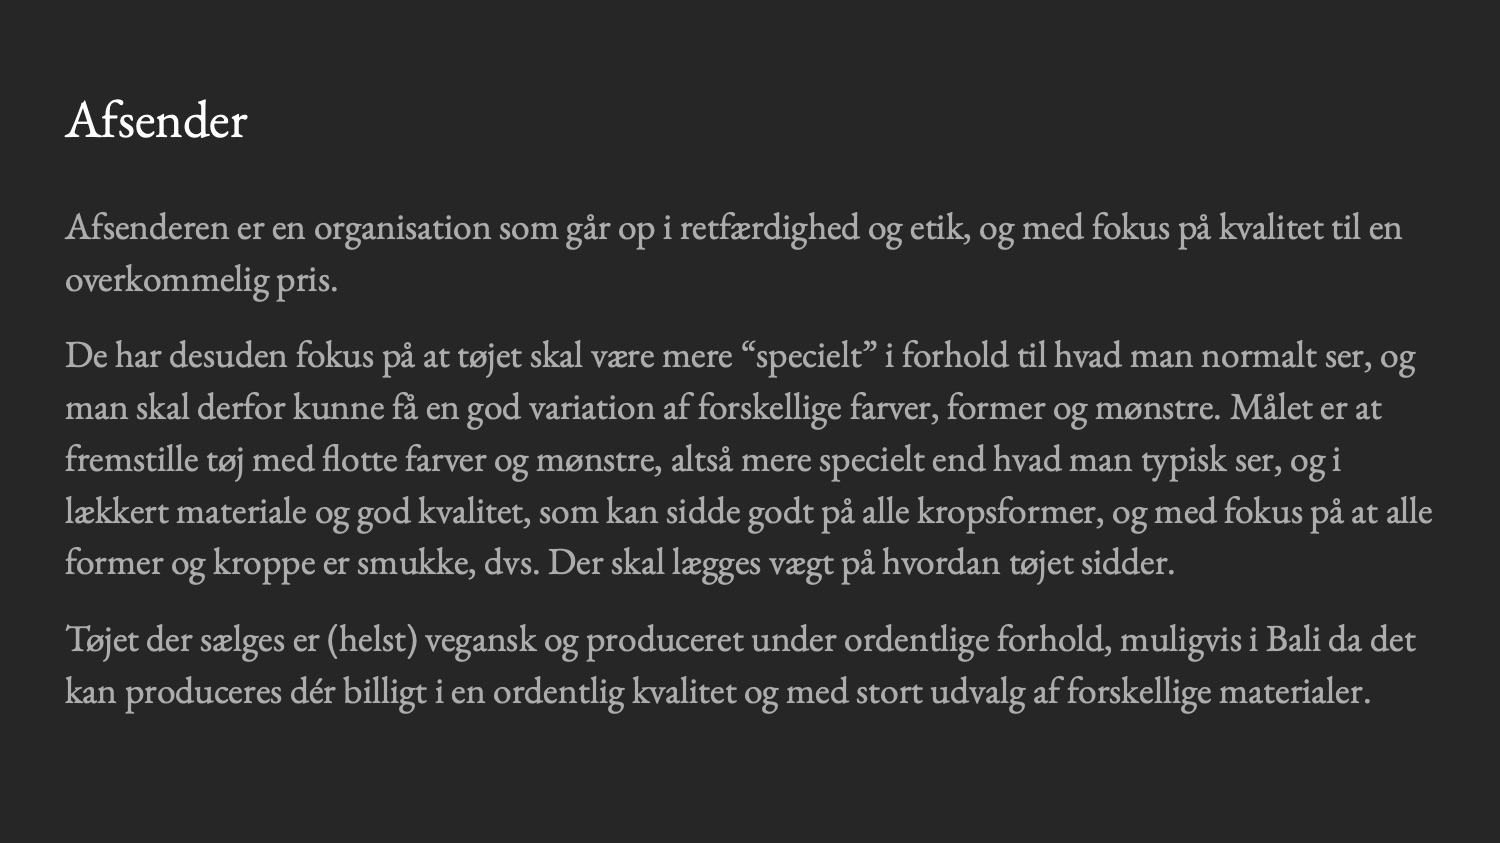 Afsender
Afsenderen er en organisation som går op i retfærdighed og etik, og med fokus på kvalitet til en
overkommelig pris.
De har desuden fokus på at tøjet skal være mere “specielt” i forhold til hvad man normalt ser, og
man skal derfor kunne få en god variation af forskellige farver, former og mønstre. Målet er at
fremstille tøj med flotte farver og mønstre, altså mere specielt end hvad man typisk ser, og i
lækkert materiale og god kvalitet, som kan sidde godt på alle kropsformer, og med fokus på at alle
former og kroppe er smukke, dvs. Der skal lægges vægt på hvordan tøjet sidder.
Tøjet der sælges er (helst) vegansk og produceret under ordentlige forhold, muligvis i Bali da det
kan produceres dér billigt i en ordentlig kvalitet og med stort udvalg af forskellige materialer.